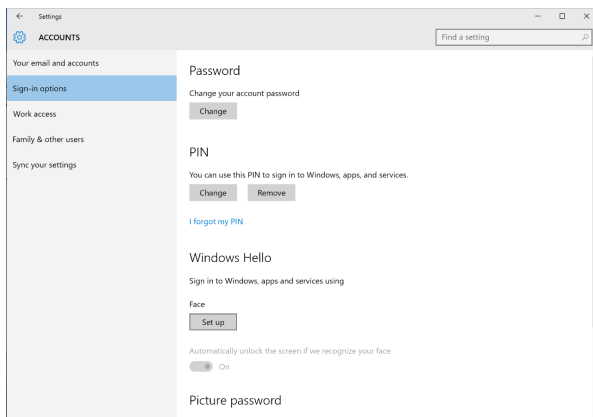 Settings
ACCOUNTS
Find a setting
Your email and accounts
Sign-in options
Work access
Family & other users
Sync your settings
Password
Change your account password
Change
PIN
You can use this PIN to sign in to Windows, apps, and services.
Change Remove
I forgot my PIN
Windows Hello
Sign in to Windows, apps and services using
Face
Set up
Automatically unlock the screen if we recognize your face
On
Picture password